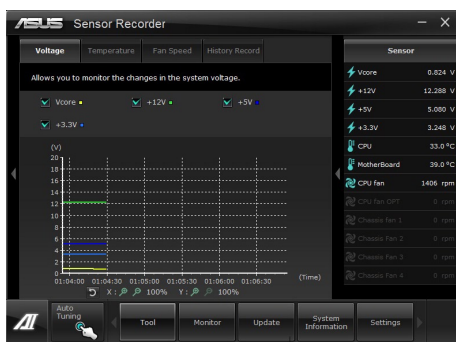 ASUS Sensor Recorder
Voltage Temperature Fan Speed History Record
Allows you to monitor the changes in the system voltage.
Vcore +12V +5V
+3.3V
(V)
20
18
16
14
12
10
8
6
4
2
0
01:04:00 01:04:30 01:05:00 01:05:30 01:06:00 01:06:30 (Time)
X: 100% Y: 100%
Sensor
Vcore 0.824 V
+12V 12.288 V
+5V 5.080 V
+3.3V 3.248 V
CPU 33.0 °C
MotherBoard 39.0 °C
CPU fan 1406 rpm
CPU fan OPT 0 rpm
Chassis fan 1 0 rpm
Chassis Fan 2 0 rpm
Chassis Fan 3 0 rpm
Chassis Fan 4 0 rpm
Auto
Tuning
Tool
Monitor
Update
System
Information
Settings